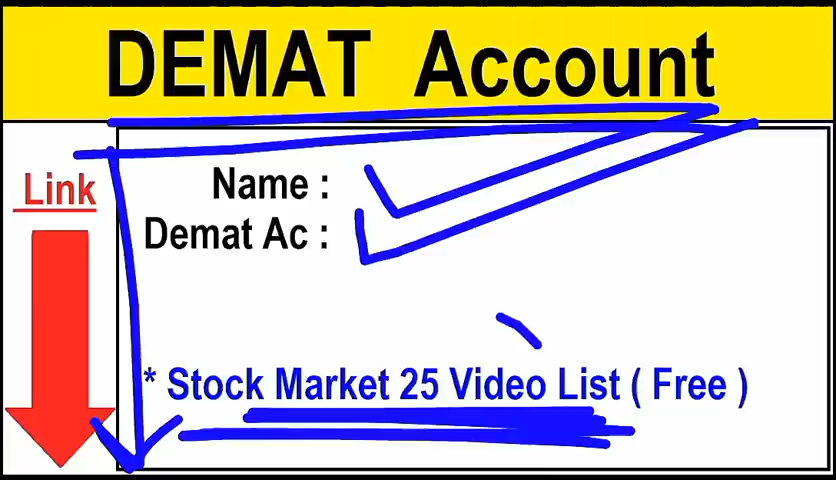 DEMAT Account
Link
Name :
Demat Ac :
* Stock Market 25 Video List ( Free )